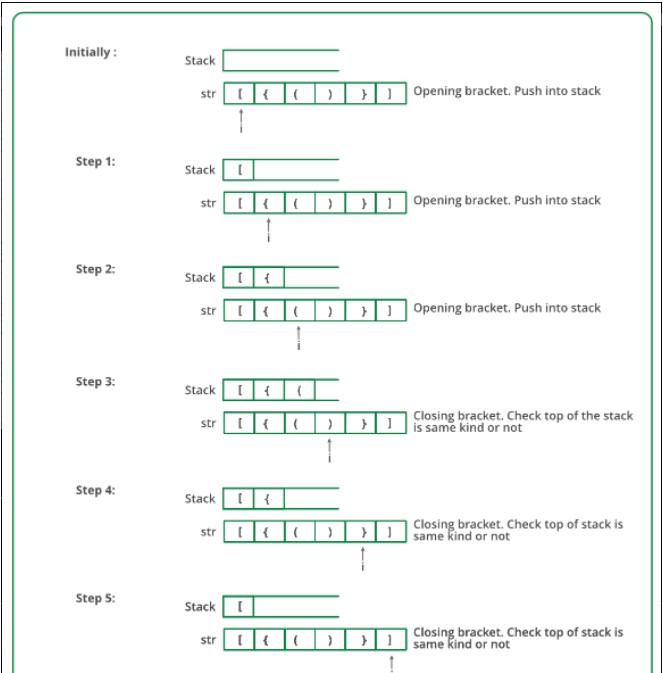 Initially :
Stack
str [ { ( ) } ] Opening bracket. Push into stack
i
Step 1:
Stack [
str [ { ( ) } ] Opening bracket. Push into stack
i
Step 2:
Stack [ {
str [ { ( ) } ] Opening bracket. Push into stack
i
Step 3:
Stack [ { (
str [ { ( ) } ] Closing bracket. Check top of the stack
is same kind or not
i
Step 4:
Stack [ {
str [ { ( ) } ] Closing bracket. Check top of stack is
same kind or not
i
Step 5:
Stack [
str [ { ( ) } ] Closing bracket. Check top of stack is
same kind or not